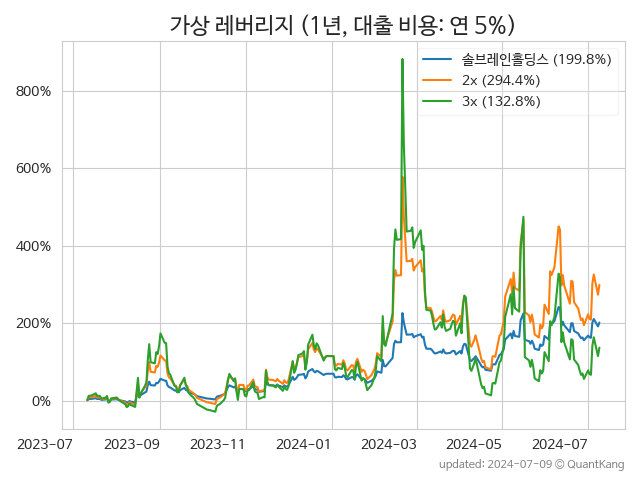 가상 레버리지 (1년, 대출 비용: 연 5%)
솔브레인홀딩스 (199.8%)
2x (294.4%)
3x (132.8%)
800%
600%
400%
200%
0%
2023-07 2023-09 2023-11 2024-01 2024-03 2024-05 2024-07
updated: 2024-07-09 © QuantKang